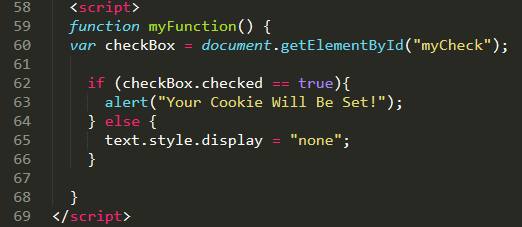 58 <script>
59 function myFunction() {
60 var checkBox = document.getElementById("myCheck");
61
62 if (checkBox.checked == true){
63 alert("Your Cookie Will Be Set!");
64 } else {
65 text.style.display = "none";
66 }
67
68 }
69 </script>